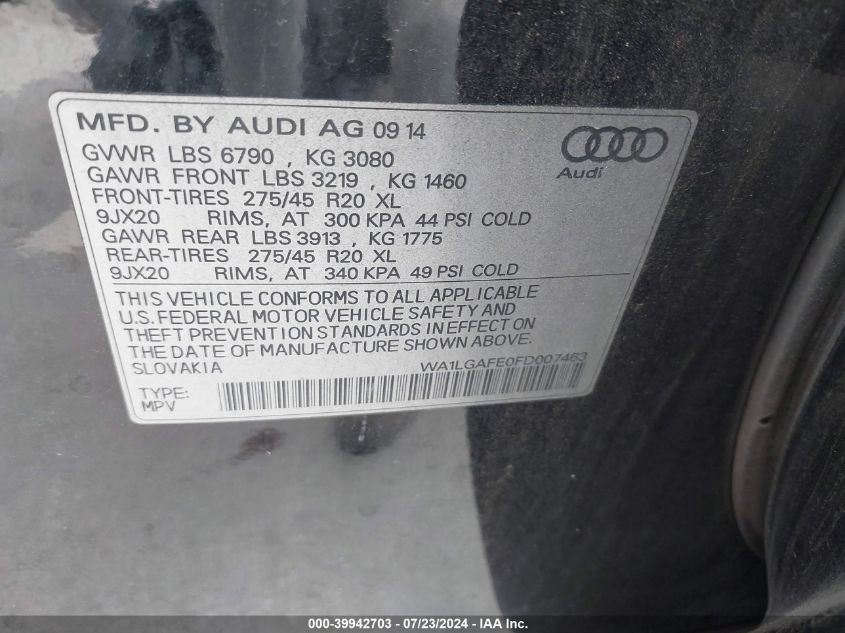 MFD. BY AUDI AG 09 14
GVWR LBS 6790 , KG 3080
GAWR FRONT LBS 3219 , KG 1460
FRONT-TIRES 275/45 R20 XL
9JX20 RIMS, AT 300 KPA 44 PSI COLD
GAWR REAR LBS 3913 , KG 1775
REAR-TIRES 275/45 R20 XL
9JX20 RIMS, AT 340 KPA 49 PSI COLD
Audi
THIS VEHICLE CONFORMS TO ALL APPLICABLE
U.S. FEDERAL MOTOR VEHICLE SAFETY AND
THEFT PREVENTION STANDARDS IN EFFECT ON
THE DATE OF MANUFACTURE SHOWN ABOVE.
SLOVAKIA WA1LGAFE0FD007463
TYPE:
MPV
000-39942703 - 07/23/2024 - IAAI.COM